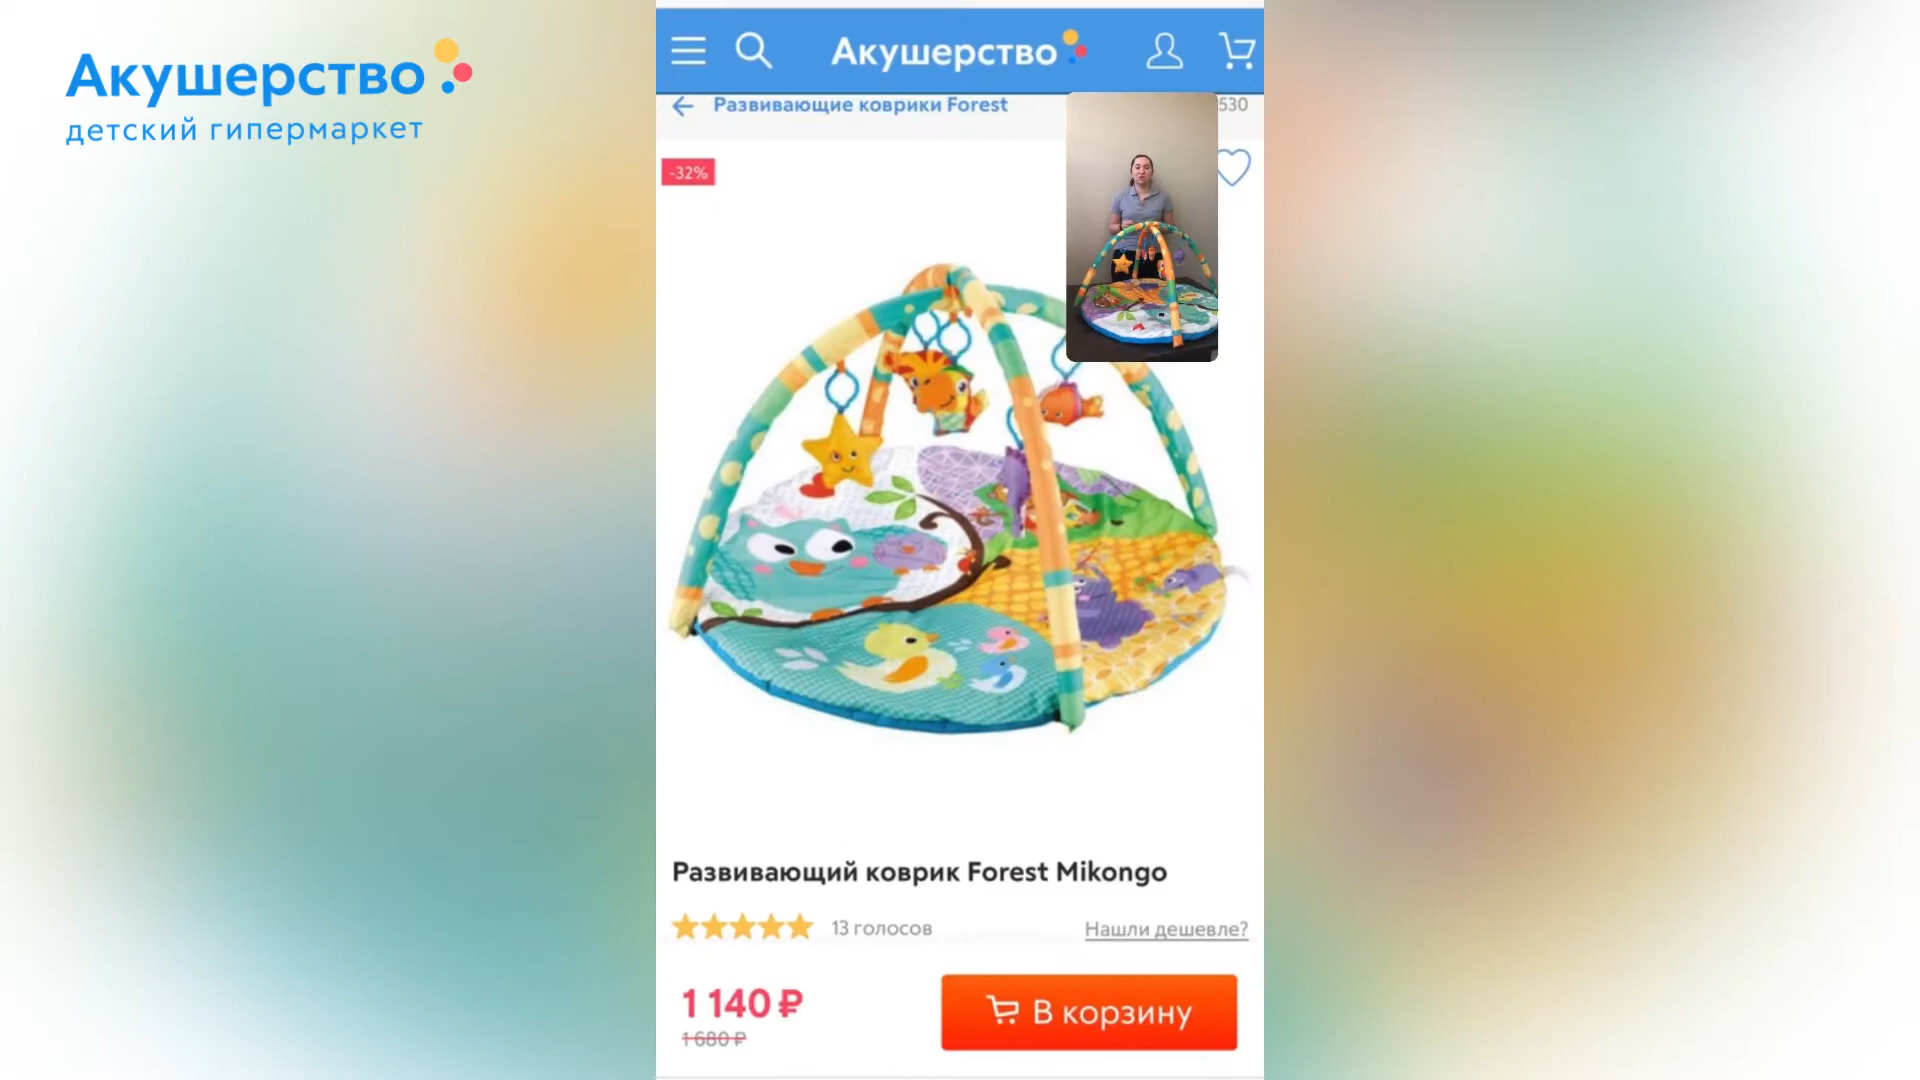 Акушерство
детский гипермаркет
Акушерство
Развивающие коврики Forest
530
-32%
Развивающий коврик Forest Mikongo
13 голосов
Нашли дешевле?
1 140 ₽
1 680 ₽
В корзину